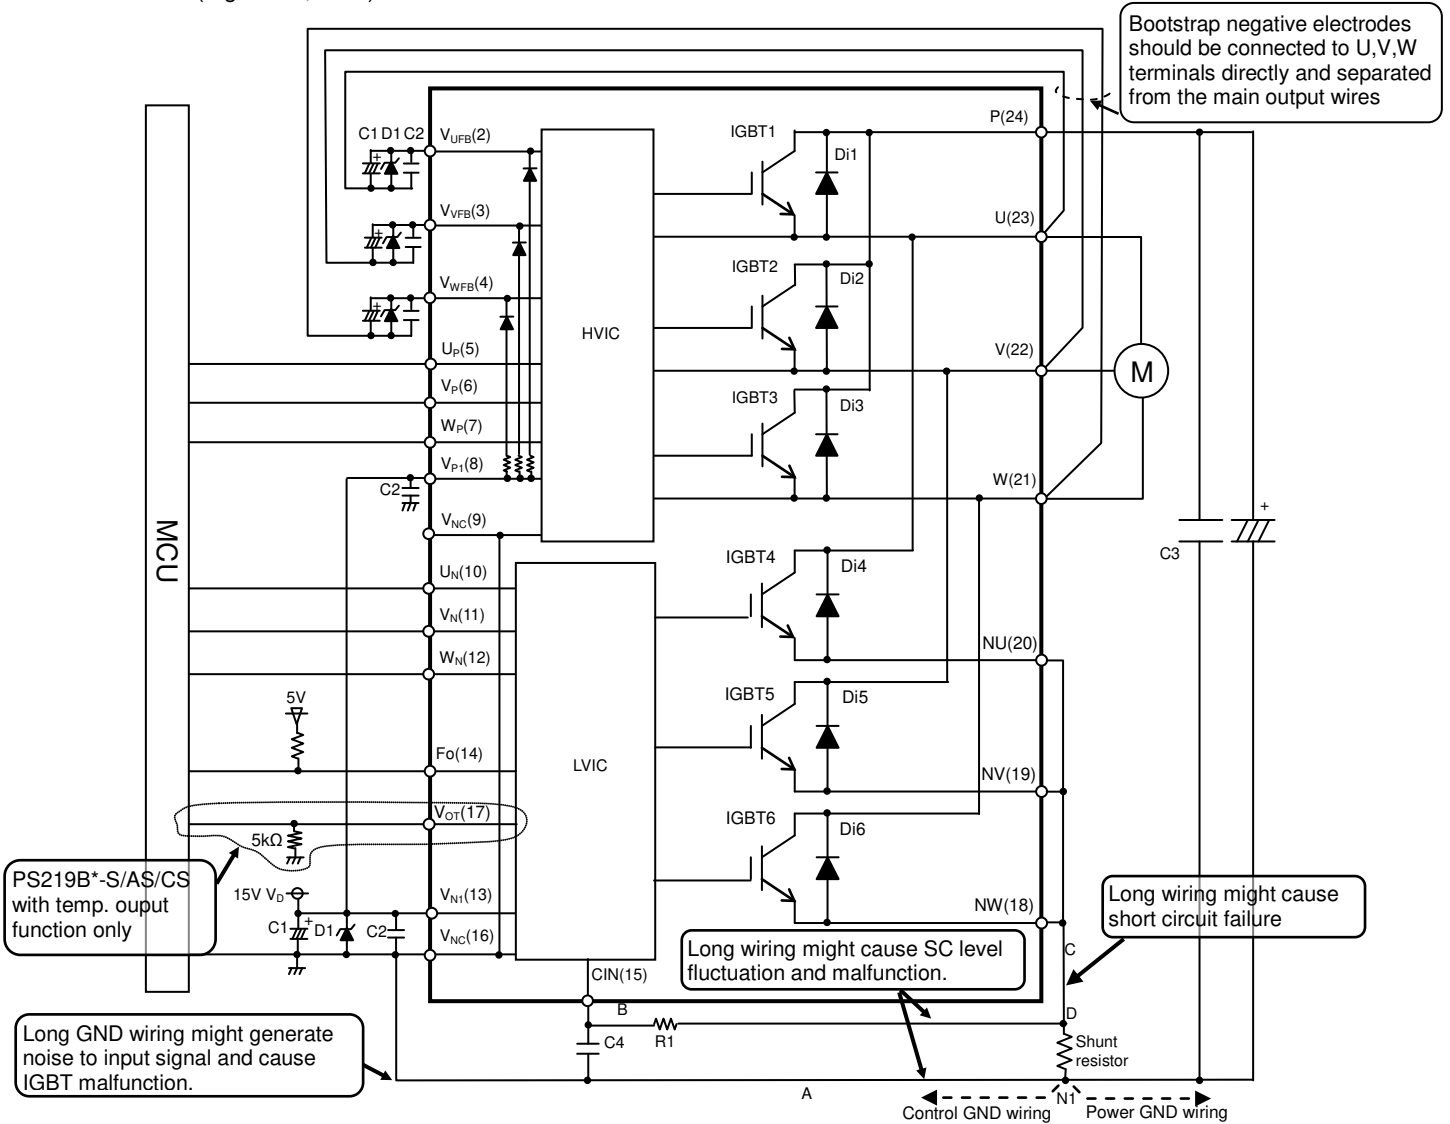 Bootstrap negative electrodes
should be connected to U,V,W
terminals directly and separated
from the main output wires
P(24)
IGBT1
Di1
C1 D1 C2
+
VUFB(2)
U(23)
VVFB(3)
+
IGBT2
Di2
VWFB(4)
+
HVIC
UP(5)
V(22)
M
VP(6)
IGBT3
Di3
WP(7)
VP1(8)
C2
W(21)
VNC(9)
+
C3
MCU
IGBT4
Di4
UN(10)
VN(11)
WN(12)
NU(20)
5V
IGBT5
Di5
Fo(14)
LVIC
NV(19)
VOT(17)
5kΩ
IGBT6
Di6
PS219B*-S/AS/CS
with temp. ouput
function only
15V VD
VN1(13)
C1
+
D1
C2
VNC(16)
NW(18)
Long wiring might cause
short circuit failure
Long wiring might cause SC level
fluctuation and malfunction.
C
CIN(15)
B
D
R1
C4
Shunt
resistor
Long GND wiring might generate
noise to input signal and cause
IGBT malfunction.
A
N1
Control GND wiring
Power GND wiring